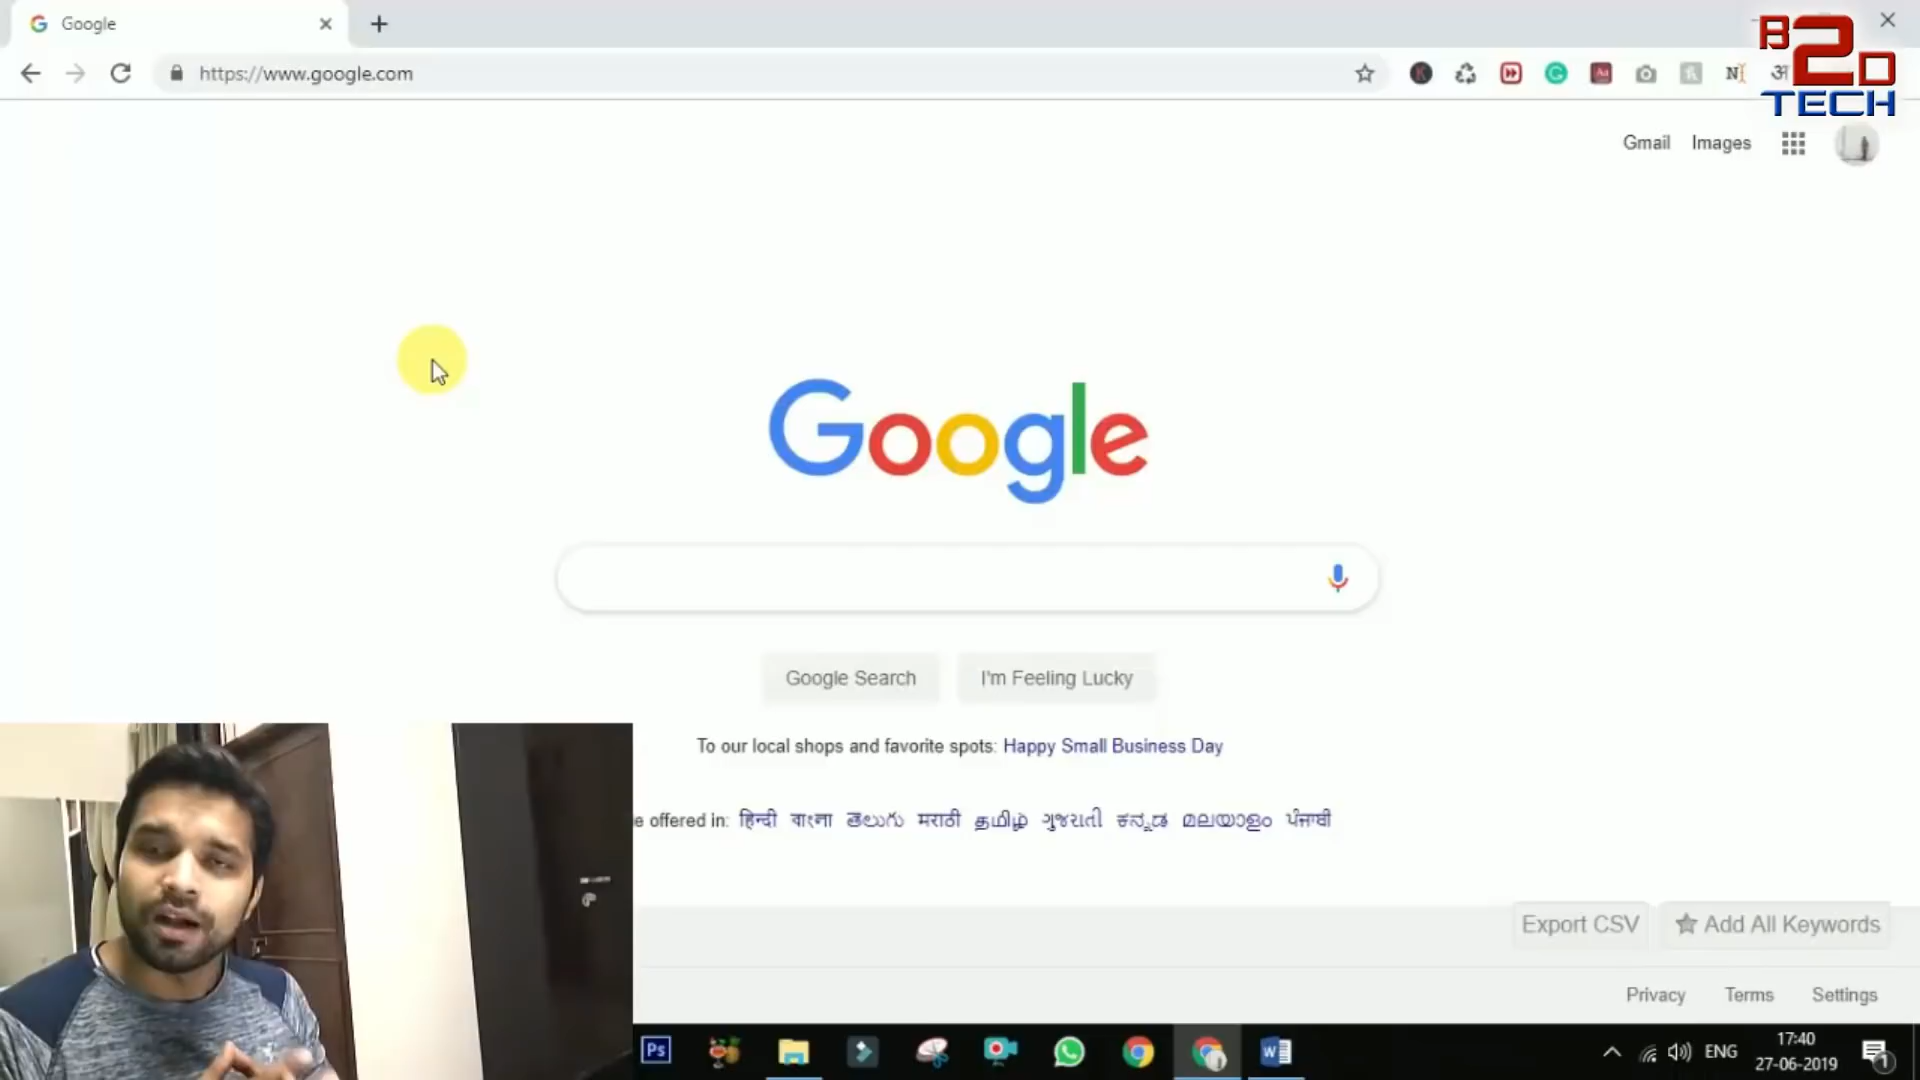 Google
https://www.google.com
B2D
TECH
Gmail Images
Google
Google Search I'm Feeling Lucky
To our local shops and favorite spots: Happy Small Business Day
e offered in: हिन्दी বাংলা తెలుగు मराठी தமிழ் ગુજરાતી ಕನ್ನಡ മലയാളം ਪੰਜਾਬੀ
Export CSV Add All Keywords
Privacy Terms Settings
Ps
ENG 17:40
27-06-2019
1